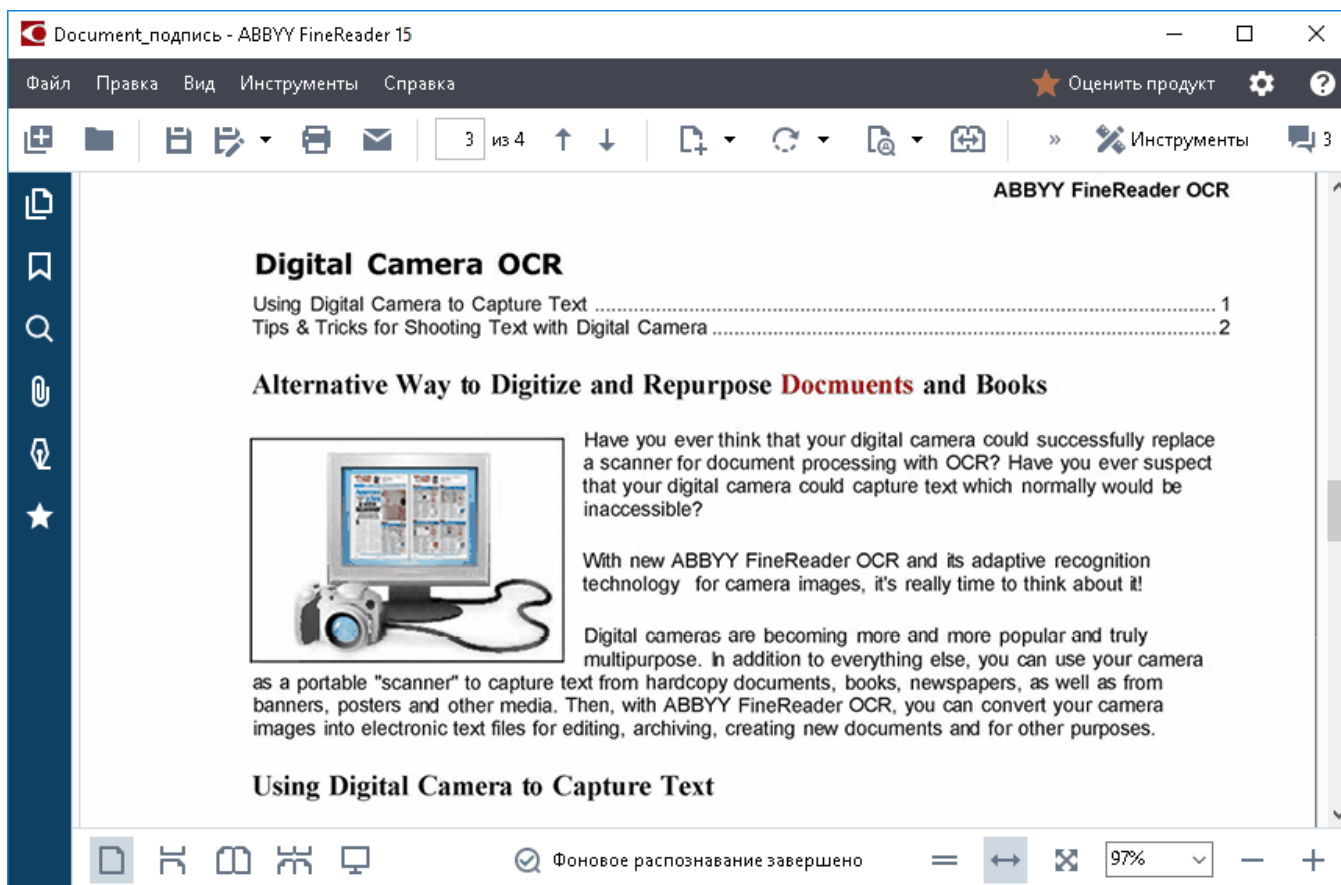 Document_подпись - ABBYY FineReader 15
Файл Правка Вид Инструменты Справка Оценить продукт
3 из 4 » Инструменты 3
ABBYY FineReader OCR
Digital Camera OCR
Using Digital Camera to Capture Text ........................................ 1
Tips & Tricks for Shooting Text with Digital Camera ........................................ 2
Alternative Way to Digitize and Repurpose Docmuents and Books
Have you ever think that your digital camera could successfully replace
a scanner for document processing with OCR? Have you ever suspect
that your digital camera could capture text which normally would be
inaccessible?
With new ABBYY FineReader OCR and its adaptive recognition
technology for camera images, it's really time to think about it!
Digital cameras are becoming more and more popular and truly
multipurpose. In addition to everything else, you can use your camera
as a portable "scanner" to capture text from hardcopy documents, books, newspapers, as well as from
banners, posters and other media. Then, with ABBYY FineReader OCR, you can convert your camera
images into electronic text files for editing, archiving, creating new documents and for other purposes.
Using Digital Camera to Capture Text
Фоновое распознавание завершено 97%